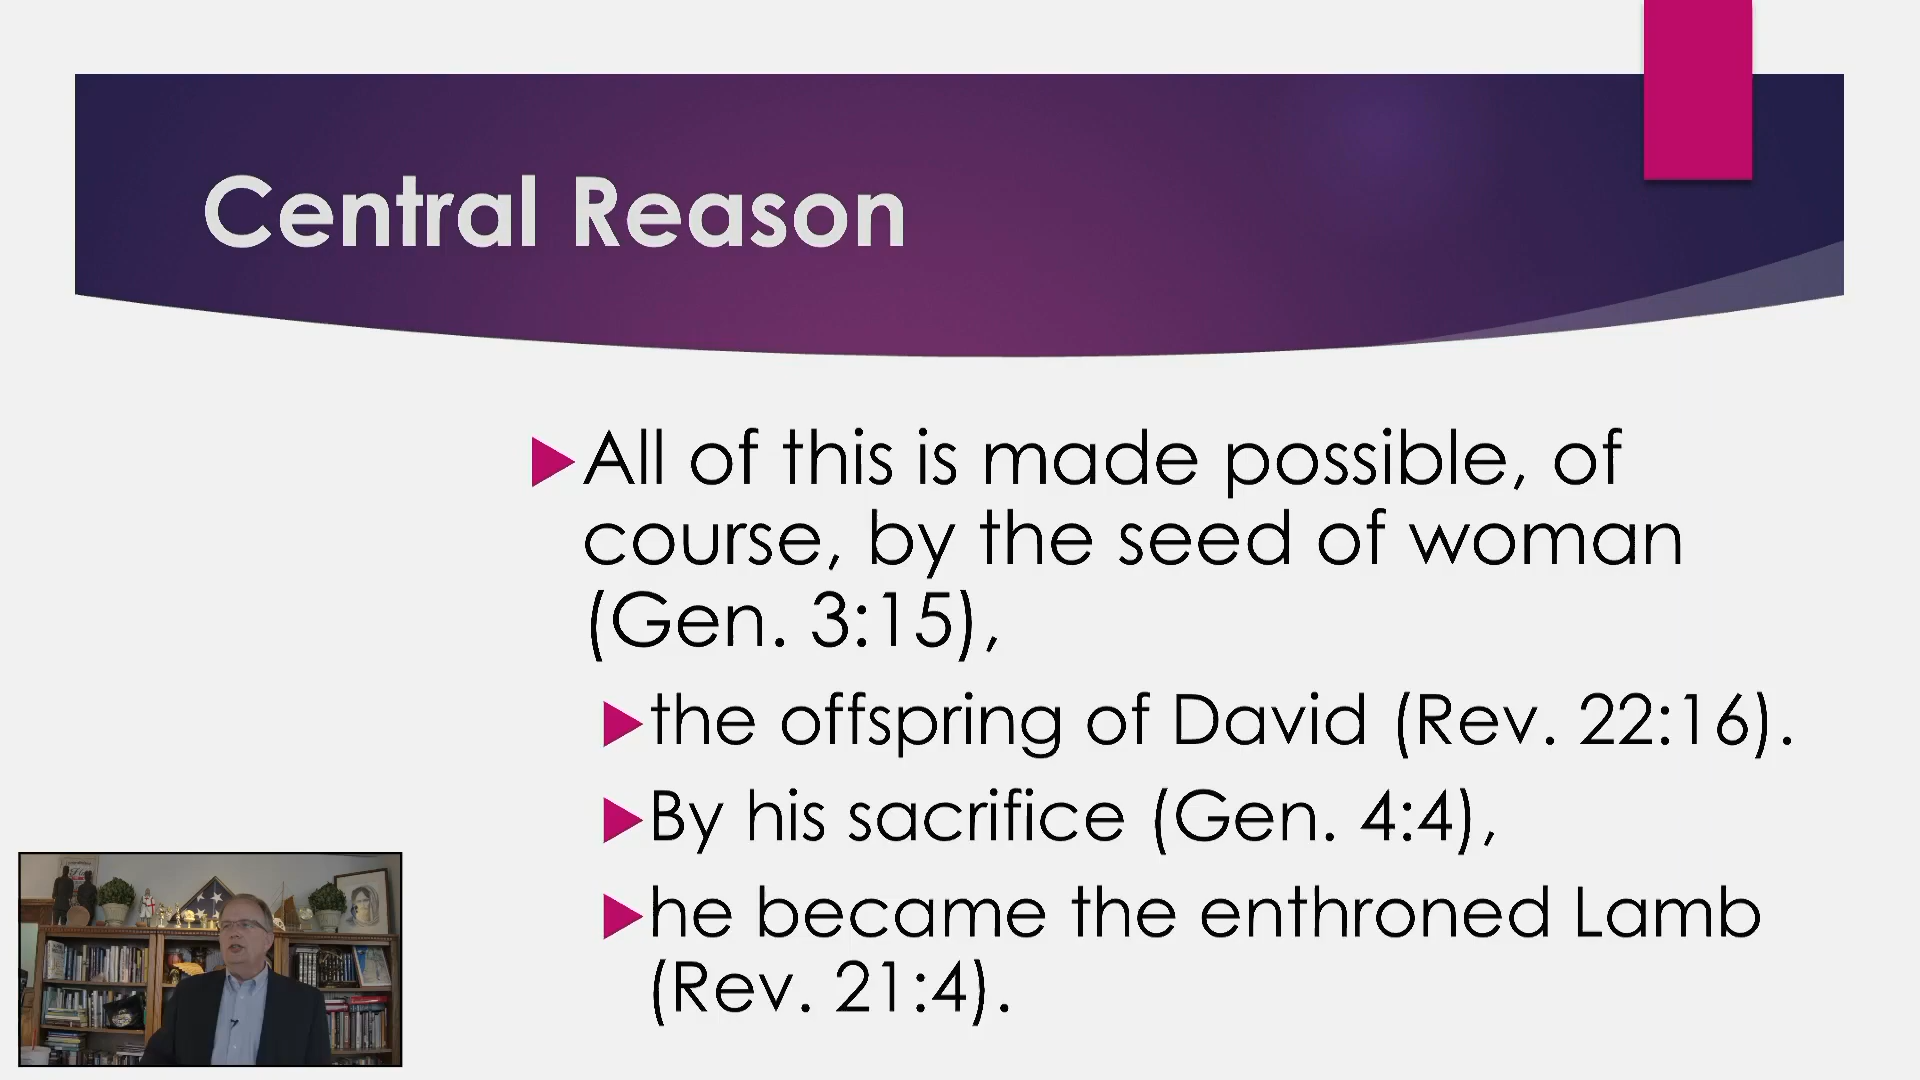 Central Reason
All of this is made possible, of
course, by the seed of woman
(Gen. 3:15),
the offspring of David (Rev. 22:16).
By his sacrifice (Gen. 4:4),
he became the enthroned Lamb
(Rev. 21:4).